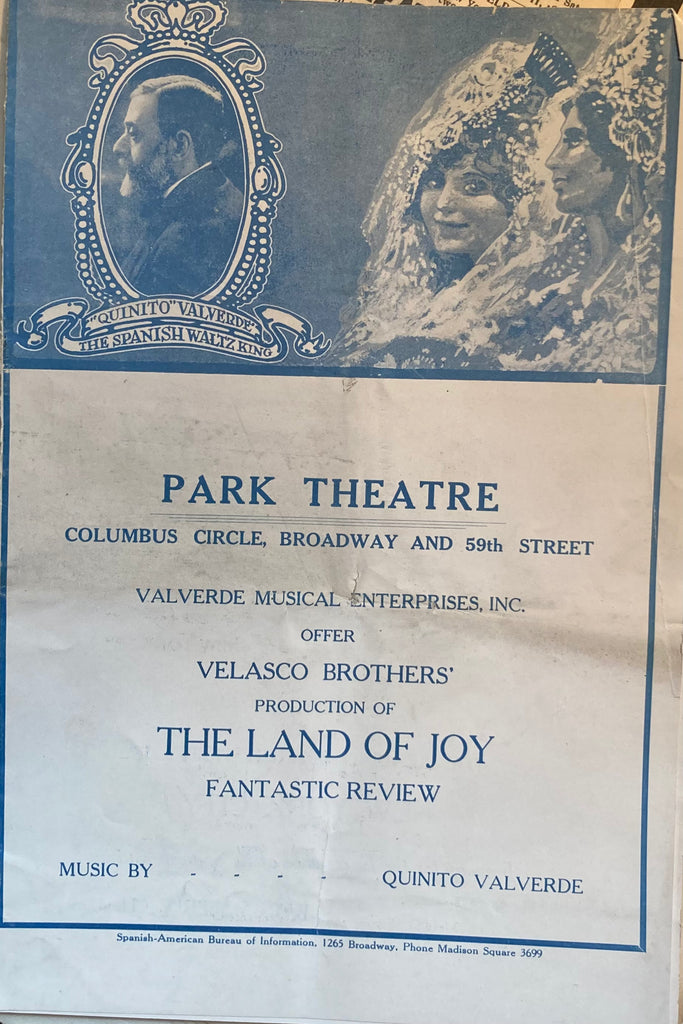 "QUINITO" VALVERDE
THE SPANISH WALTZ KING
PARK THEATRE
COLUMBUS CIRCLE, BROADWAY AND 59th STREET
VALVERDE MUSICAL ENTERPRISES, INC.
OFFER
VELASCO BROTHERS'
PRODUCTION OF
THE LAND OF JOY
FANTASTIC REVIEW
MUSIC BY - - - - QUINITO VALVERDE
Spanish-American Bureau of Information, 1265 Broadway, Phone Madison Square 3699